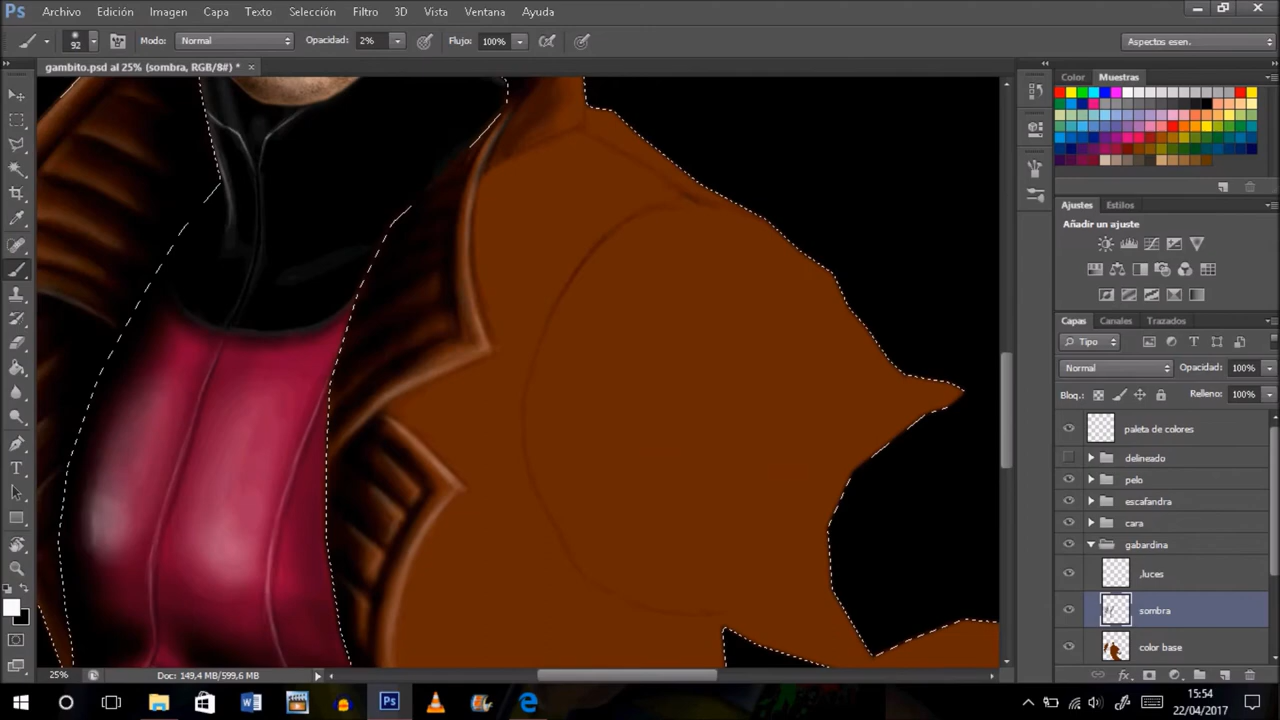 Ps Archivo Edición Imagen Capa Texto Selección Filtro 3D Vista Ventana Ayuda
92 Modo: Normal Opacidad: 2% Flujo: 100% Aspectos esen.
gambito.psd al 25% (sombra, RGB/8#) * ×
Color Muestras
Ajustes Estilos
Añadir un ajuste
Capas Canales Trazados
Tipo
Normal Opacidad: 100%
Bloq.: Relleno: 100%
paleta de colores
delineado
pelo
escafandra
cara
gabardina
,luces
sombra
color base
25% Doc: 149,4 MB/599,6 MB
Ps 15:54
22/04/2017